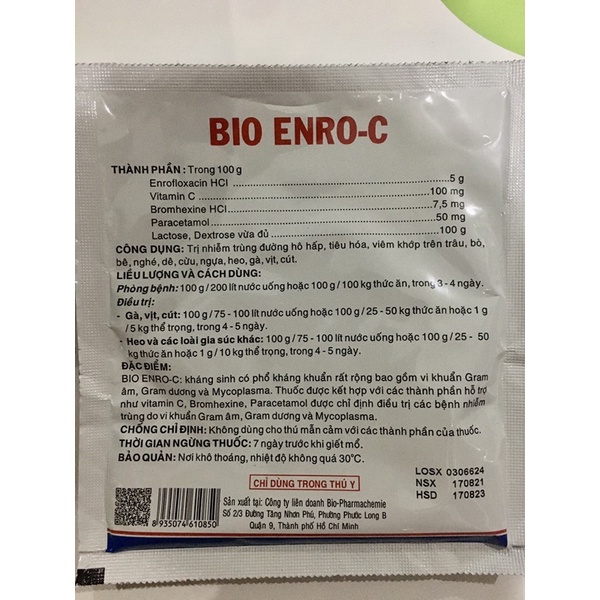 BIO ENRO-C
THÀNH PHẦN : Trong 100 g
Enrofloxacin HCl ................................................5 g
Vitamin C ...................................................100 mg
Bromhexine HCl...........................................7,5 mg
Paracetamol................................................50 mg
Lactose, Dextrose vừa đủ..............................100 g
CÔNG DỤNG: Trị nhiễm trùng đường hô hấp, tiêu hóa, viêm khớp trên trâu, bò,
bê, nghé, dê, cừu, ngựa, heo, gà, vịt, cút.
LIỀU LƯỢNG VÀ CÁCH DÙNG:
Phòng bệnh: 100 g / 200 lít nước uống hoặc 100 g / 100 kg thức ăn, trong 3 - 4 ngày.
Điều trị:
- Gà, vịt, cút: 100 g / 75 - 100 lít nước uống hoặc 100 g / 25 - 50 kg thức ăn hoặc 1 g
/ 5 kg thể trọng, trong 4 - 5 ngày.
- Heo và các loài gia súc khác: 100 g / 75 - 100 lít nước uống hoặc 100 g / 25 - 50
kg thức ăn hoặc 1 g / 10 kg thể trọng, trong 4 - 5 ngày.
ĐẶC ĐIỂM:
BIO ENRO-C: kháng sinh có phổ kháng khuẩn rất rộng bao gồm vi khuẩn Gram
âm, Gram dương và Mycoplasma. Thuốc được kết hợp với các thành phần hỗ trợ
như vitamin C, Bromhexine, Paracetamol được chỉ định điều trị các bệnh nhiễm
trùng do vi khuẩn Gram âm, Gram dương và Mycoplasma.
CHỐNG CHỈ ĐỊNH: Không dùng cho thú mẫn cảm với các thành phần của thuốc.
THỜI GIAN NGỪNG THUỐC: 7 ngày trước khi giết mổ.
BẢO QUẢN: Nơi khô thoáng, nhiệt độ không quá 30°C.
CHỈ DÙNG TRONG THÚ Y
LOSX 0306624
NSX 170821
HSD 170823
Sản xuất tại: Công ty liên doanh Bio-Pharmachemie
Số 2/3 Đường Tăng Nhơn Phú, Phường Phước Long B
Quận 9, Thành phố Hồ Chí Minh
8 935074 610850